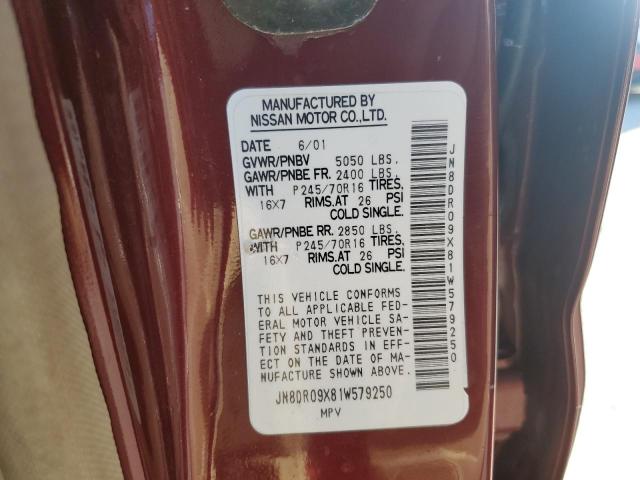 MANUFACTURED BY
NISSAN MOTOR CO.,LTD.
DATE 6/01
GVWR/PNBV 5050 LBS.
GAWR/PNBE FR. 2400 LBS.
WITH P245/70R16 TIRES,
16X7 RIMS,AT 26 PSI
COLD SINGLE.
GAWR/PNBE RR. 2850 LBS.
WITH P245/70R16 TIRES,
16X7 RIMS,AT 26 PSI
COLD SINGLE.
THIS VEHICLE CONFORMS
TO ALL APPLICABLE FED-
ERAL MOTOR VEHICLE SA-
FETY AND THEFT PREVEN-
TION STANDARDS IN EFF-
ECT ON THE DATE OF MA-
NUFACTURE SHOWN ABOVE.
JN8DR09X81W579250
MPV
JN8DR09X81W579250